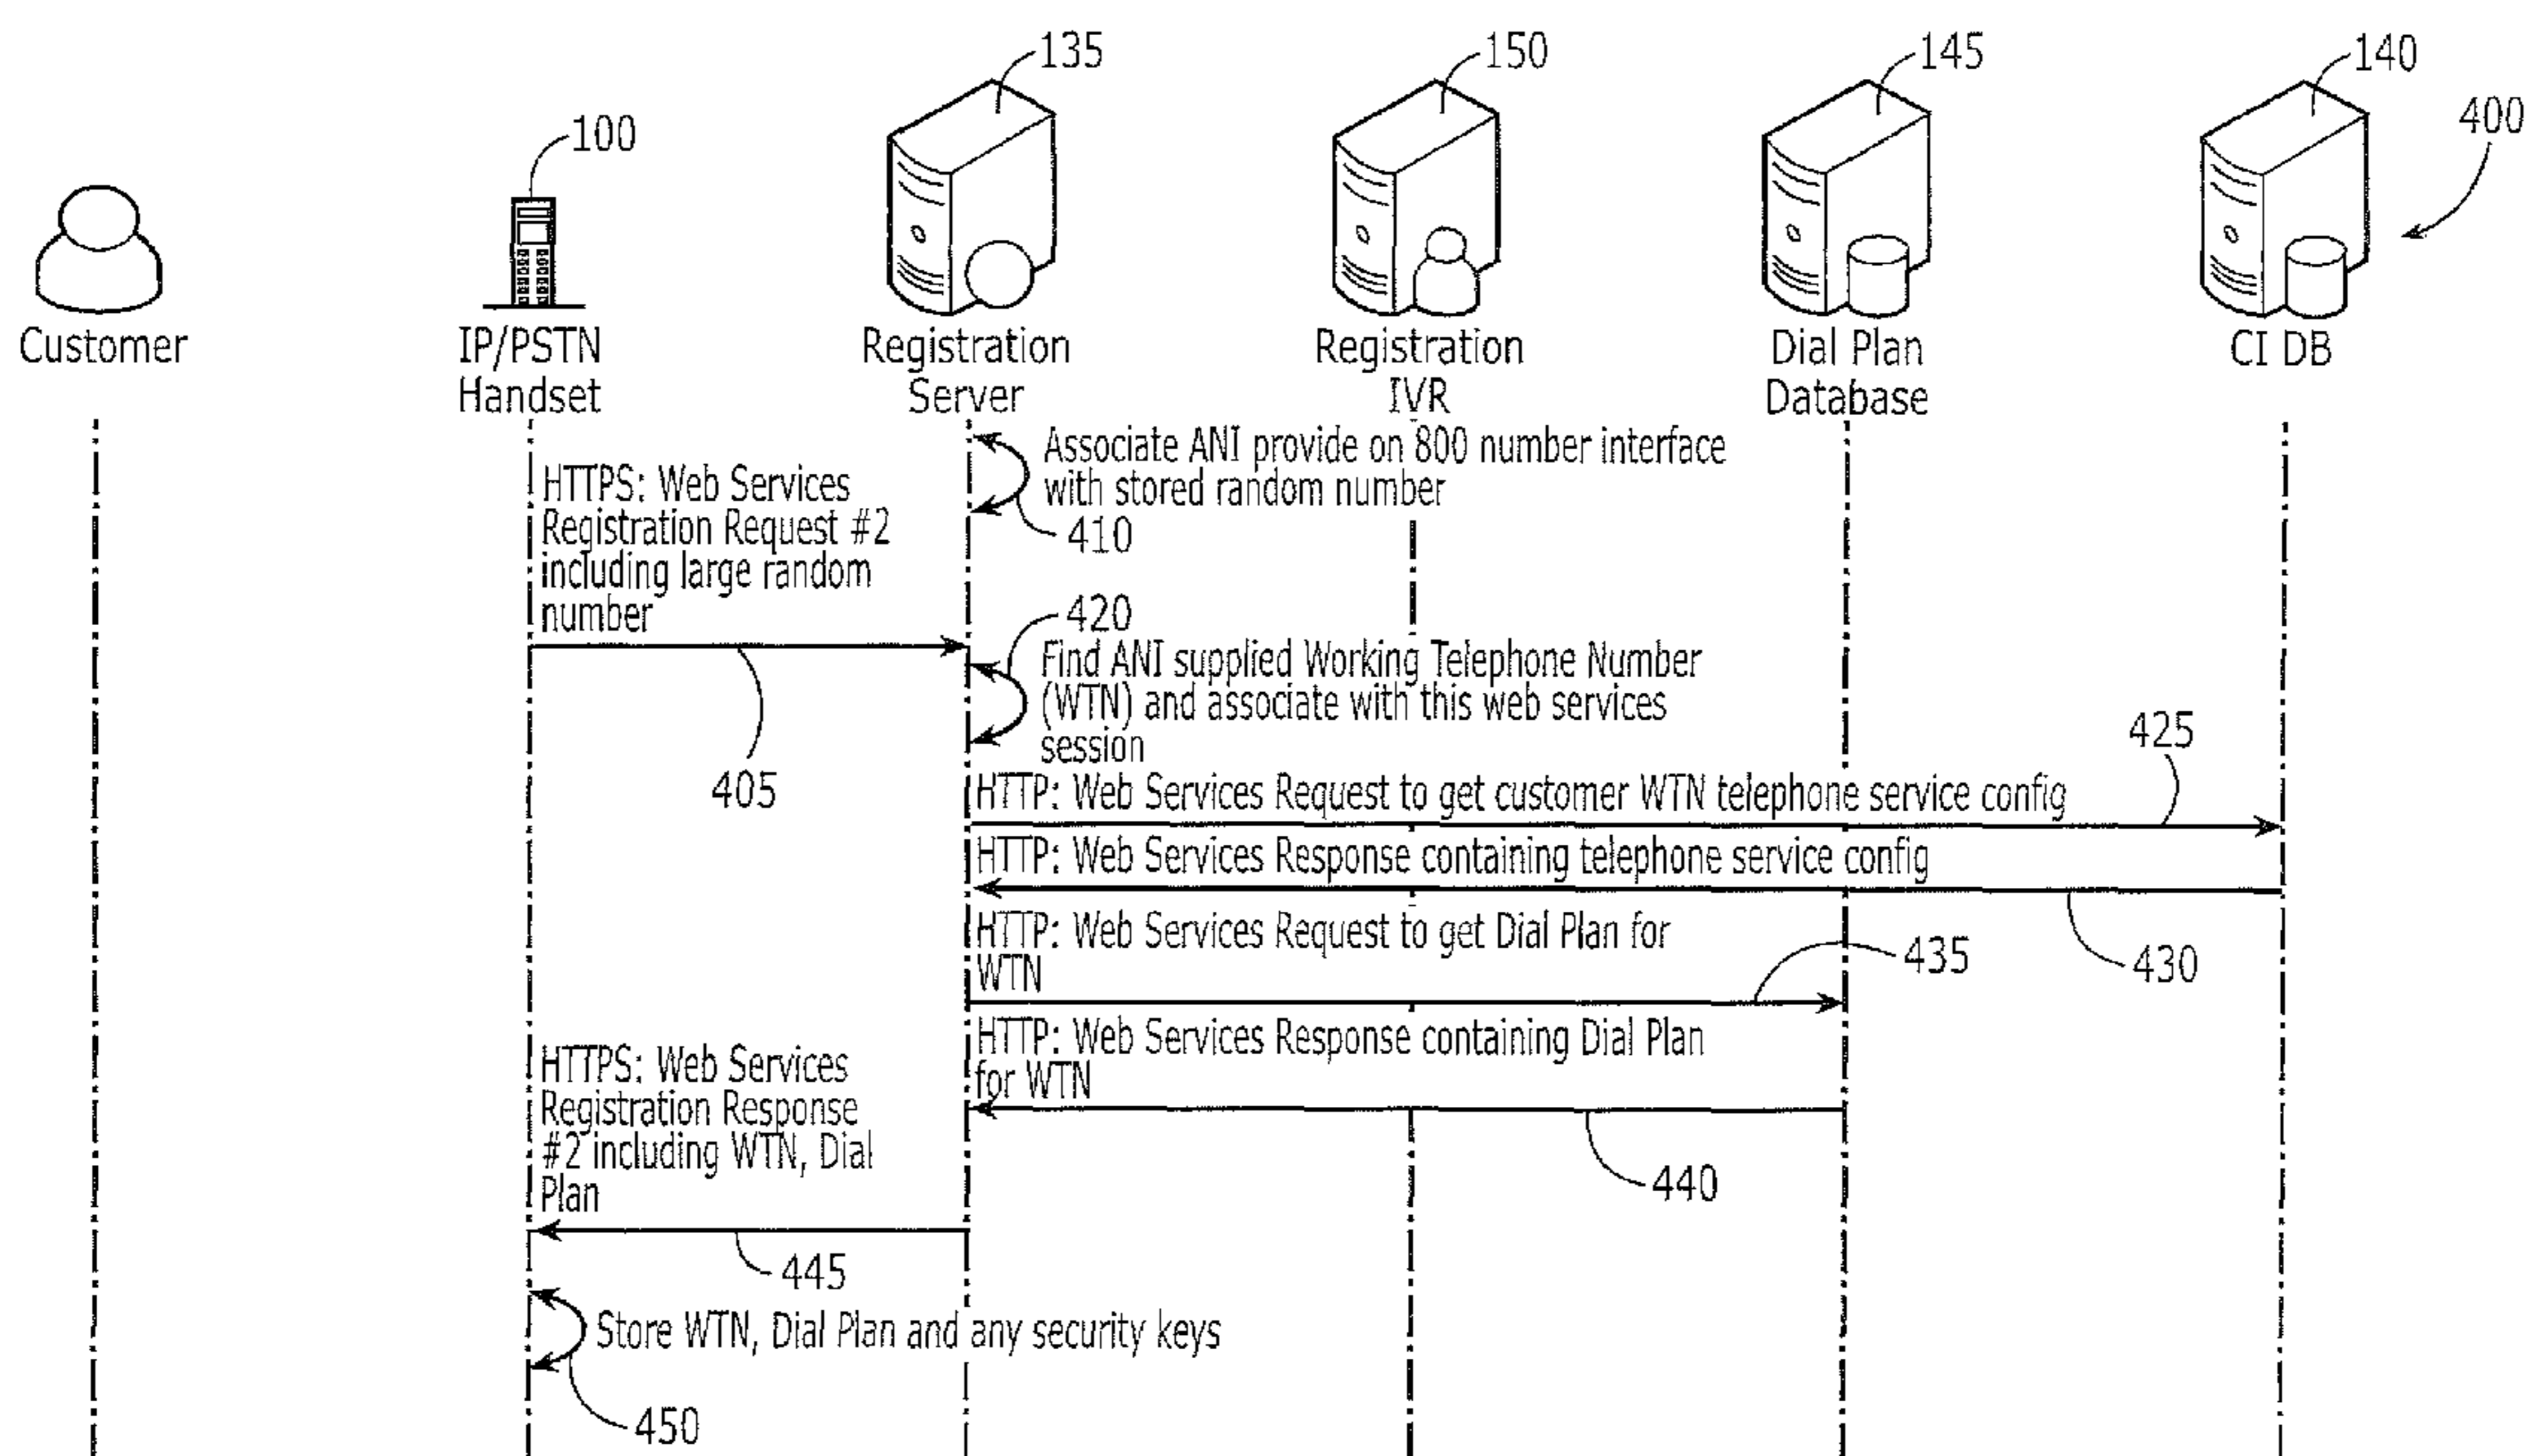 135
150
145
140
400
100
Customer
IP/PSTN
Handset
Registration
Server
Registration
IVR
Dial Plan
Database
CI DB
Associate ANI provide on 800 number interface
with stored random number
410
HTTPS: Web Services
Registration Request #2
including large random
number
405
420
Find ANI supplied Working Telephone Number
(WTN) and associate with this web services
session
425
HTTP: Web Services Request to get customer WTN telephone service config
HTTP: Web Services Response containing telephone service config
430
HTTP: Web Services Request to get Dial Plan for
WTN
435
HTTP: Web Services Response containing Dial Plan
for WTN
440
HTTPS: Web Services
Registration Response
#2 including WTN, Dial
Plan
445
Store WTN, Dial Plan and any security keys
450